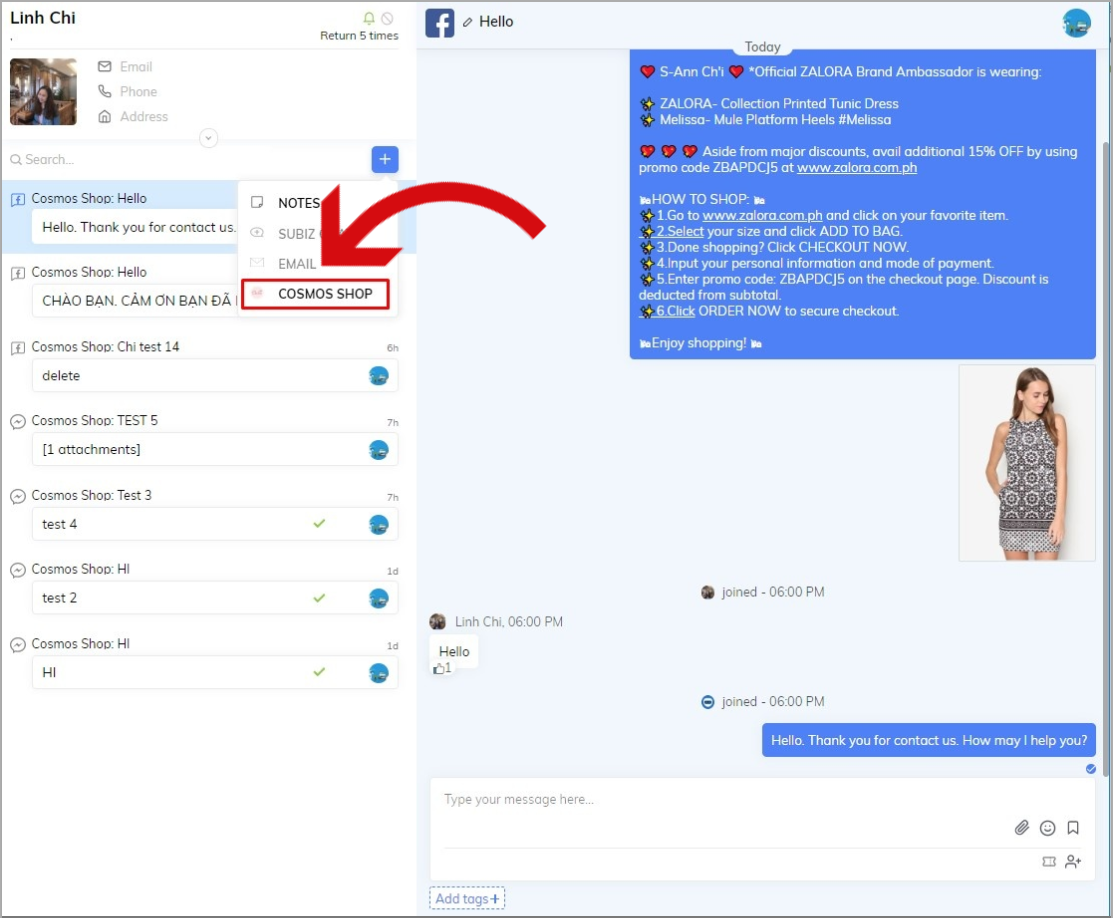 Linh Chi
Return 5 times
Email
Phone
Address
Search...
+
Cosmos Shop: Hello
Hello. Thank you for contact us.
NOTES
SUBIZ
EMAIL
COSMOS SHOP
Cosmos Shop: Hello
CHÀO BẠN. CẢM ƠN BẠN ĐÃ
Cosmos Shop: Chi test 14
6h
delete
Cosmos Shop: TEST 5
7h
[1 attachments]
Cosmos Shop: Test 3
7h
test 4
Cosmos Shop: HI
1d
test 2
Cosmos Shop: HI
1d
HI
Hello
Today
S-Ann Ch'i *Official ZALORA Brand Ambassador is wearing:
ZALORA- Collection Printed Tunic Dress
Melissa- Mule Platform Heels #Melissa
Aside from major discounts, avail additional 15% OFF by using
promo code ZBAPDCJ5 at www.zalora.com.ph
HOW TO SHOP:
1.Go to www.zalora.com.ph and click on your favorite item.
2.Select your size and click ADD TO BAG.
3.Done shopping? Click CHECKOUT NOW.
4.Input your personal information and mode of payment.
5.Enter promo code: ZBAPDCJ5 on the checkout page. Discount is
deducted from subtotal.
6.Click ORDER NOW to secure checkout.
Enjoy shopping!
joined - 06:00 PM
Linh Chi, 06:00 PM
Hello
1
joined - 06:00 PM
Hello. Thank you for contact us. How may I help you?
Type your message here...
Add tags+